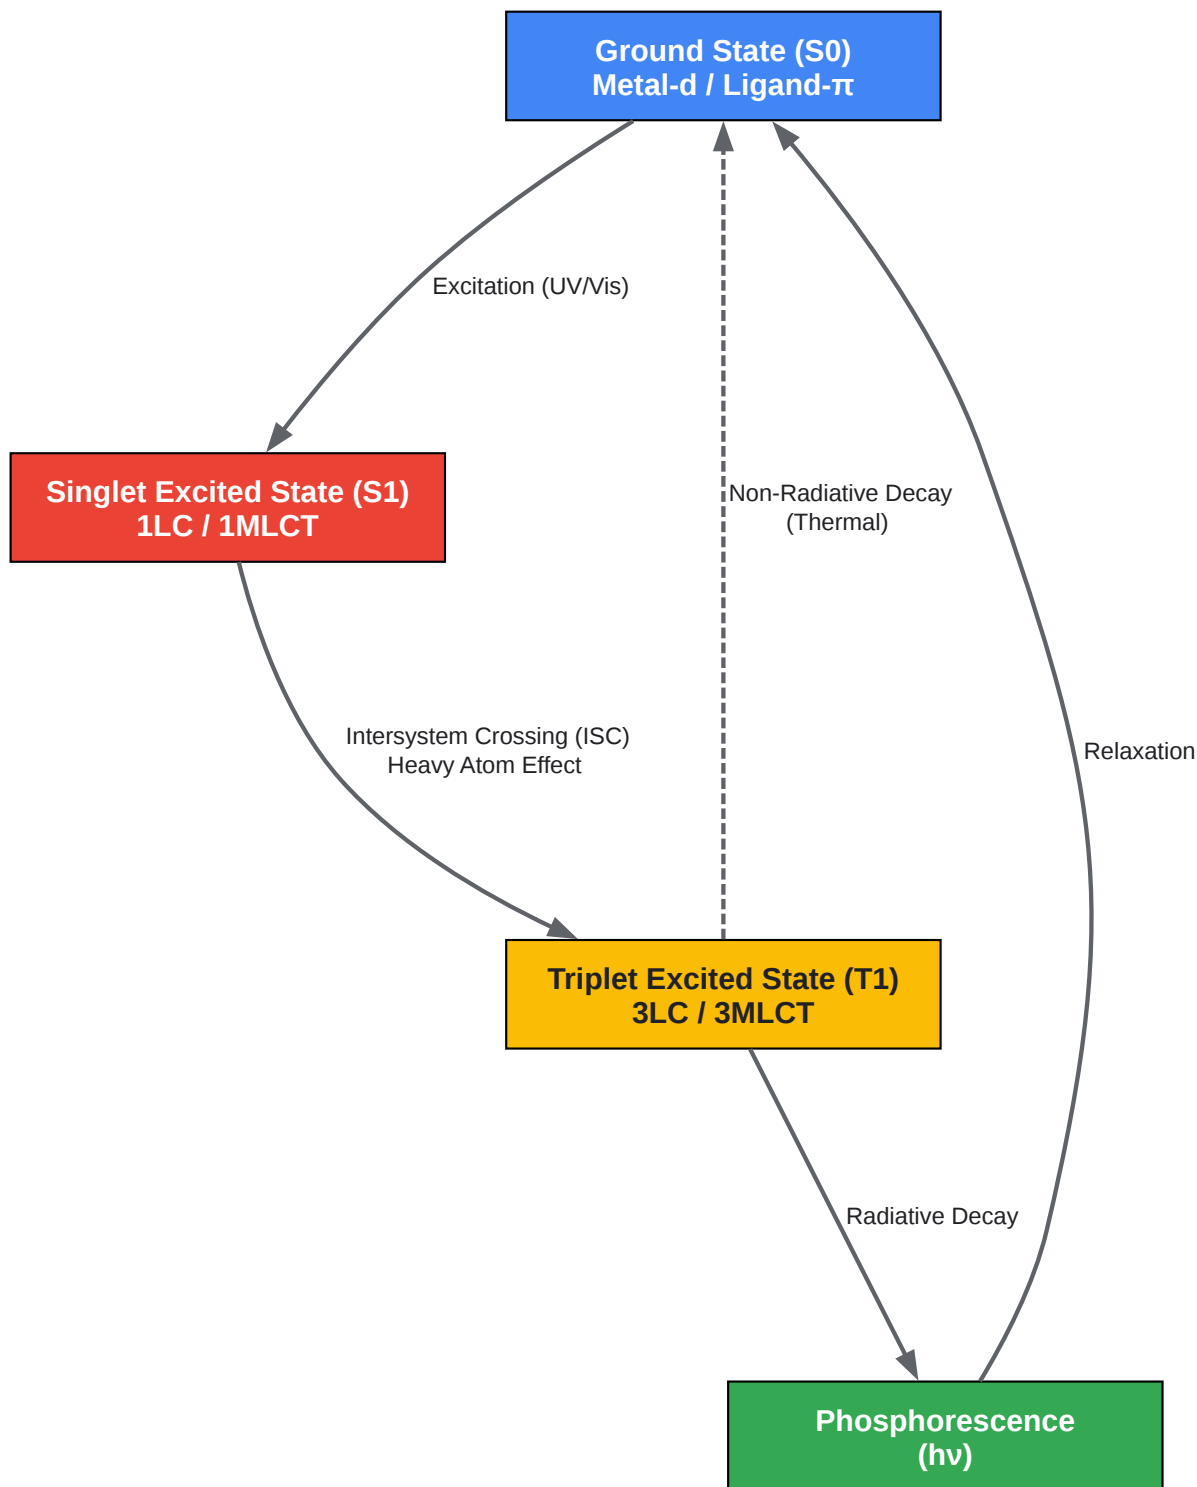 Ground State (S0)
Metal-d / Ligand-π
Excitation (UV/Vis)
Singlet Excited State (S1)
1LC / 1MLCT
Non-Radiative Decay
(Thermal)
Intersystem Crossing (ISC)
Heavy Atom Effect
Relaxation
Triplet Excited State (T1)
3LC / 3MLCT
Radiative Decay
Phosphorescence
(hν)